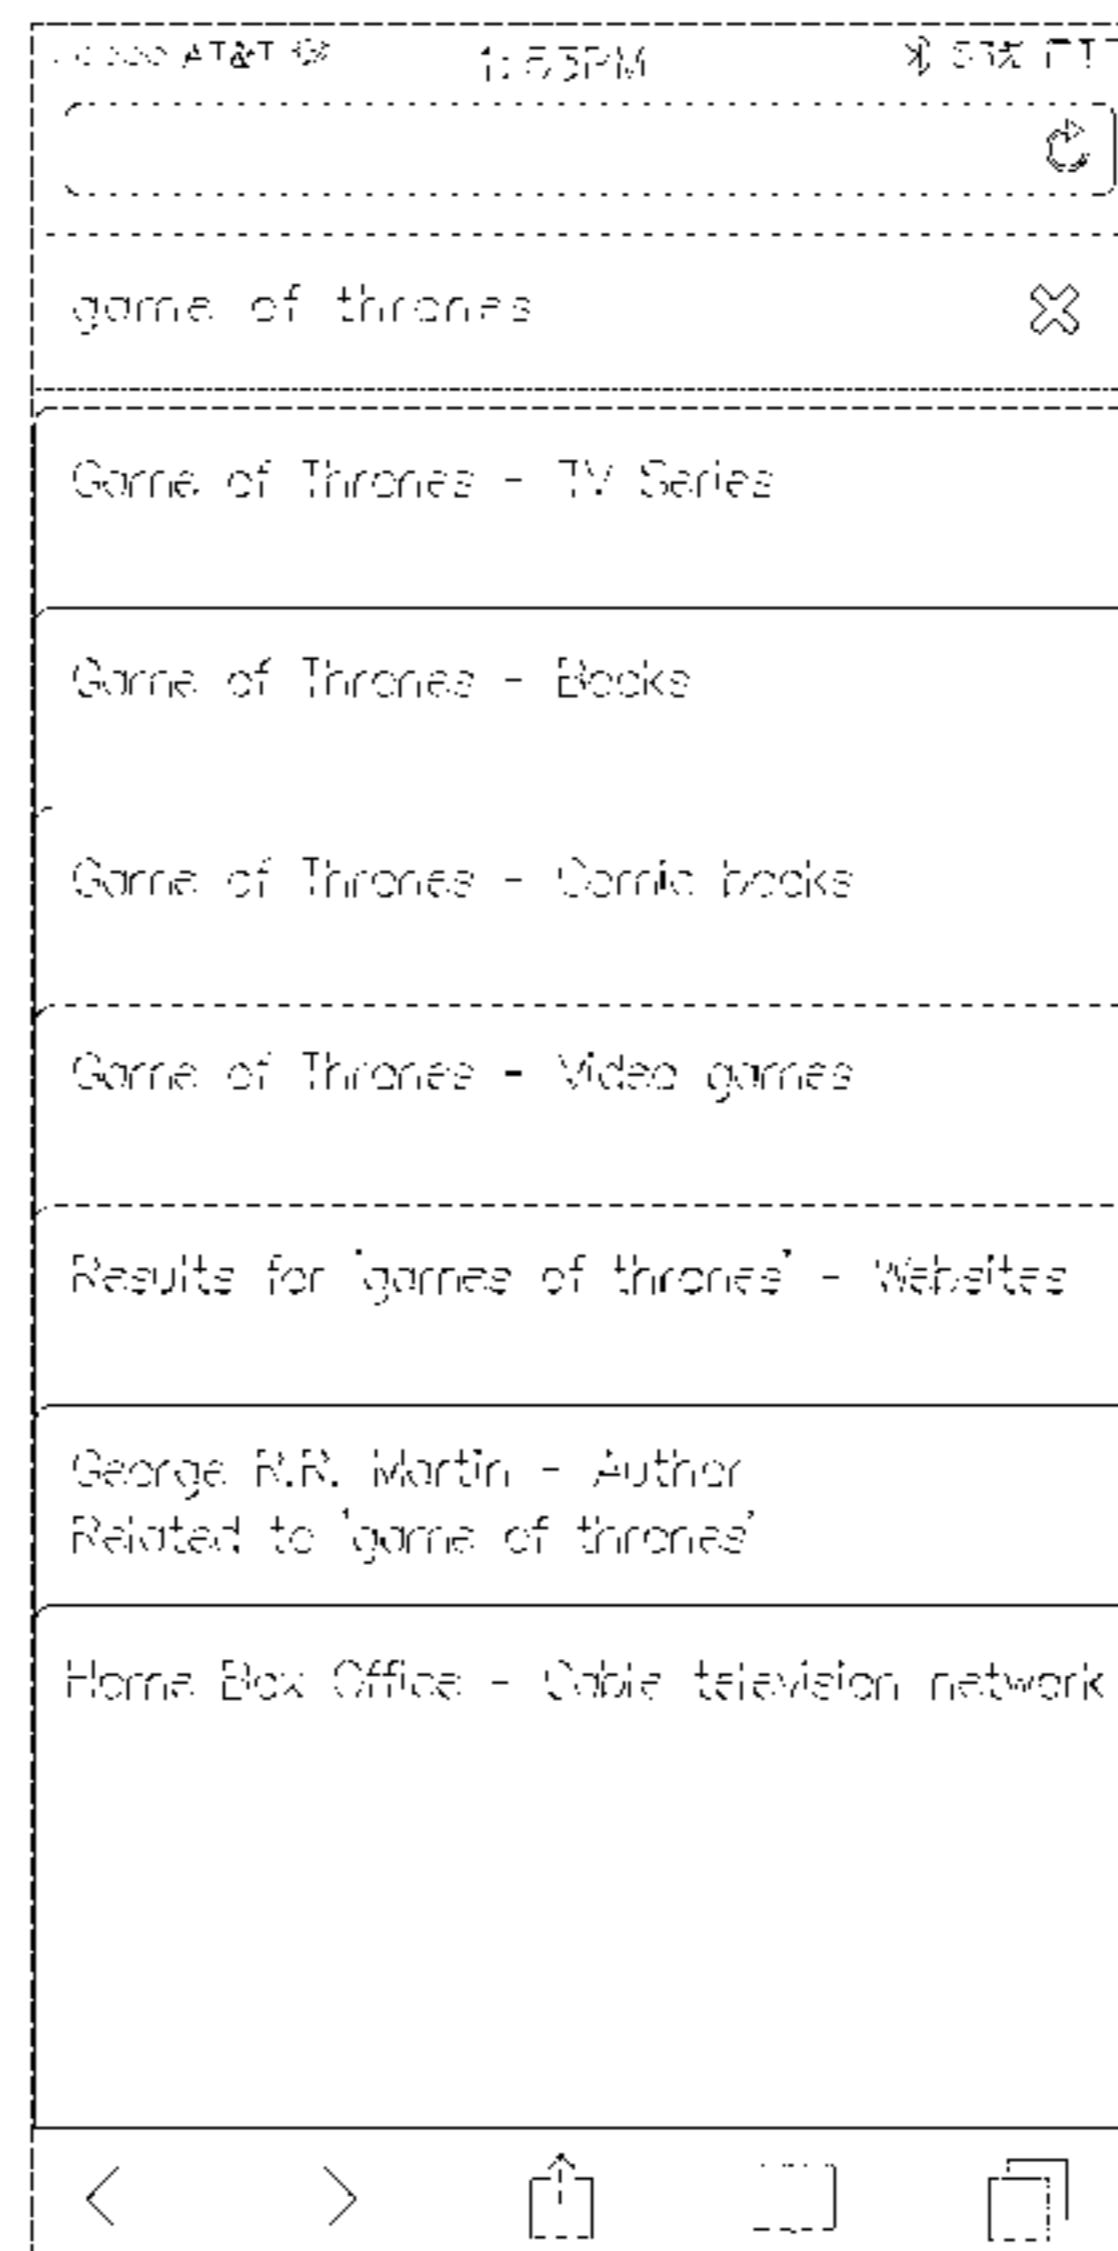 AT&T
game of thrones
Game of Thrones - TV Series
Game of Thrones - Books
Game of Thrones - Comic books
Game of Thrones - Video games
Results for 'games of thrones' - Websites
George R.R. Martin - Author
Related to 'game of thrones'
Home Box Office - Cable television network